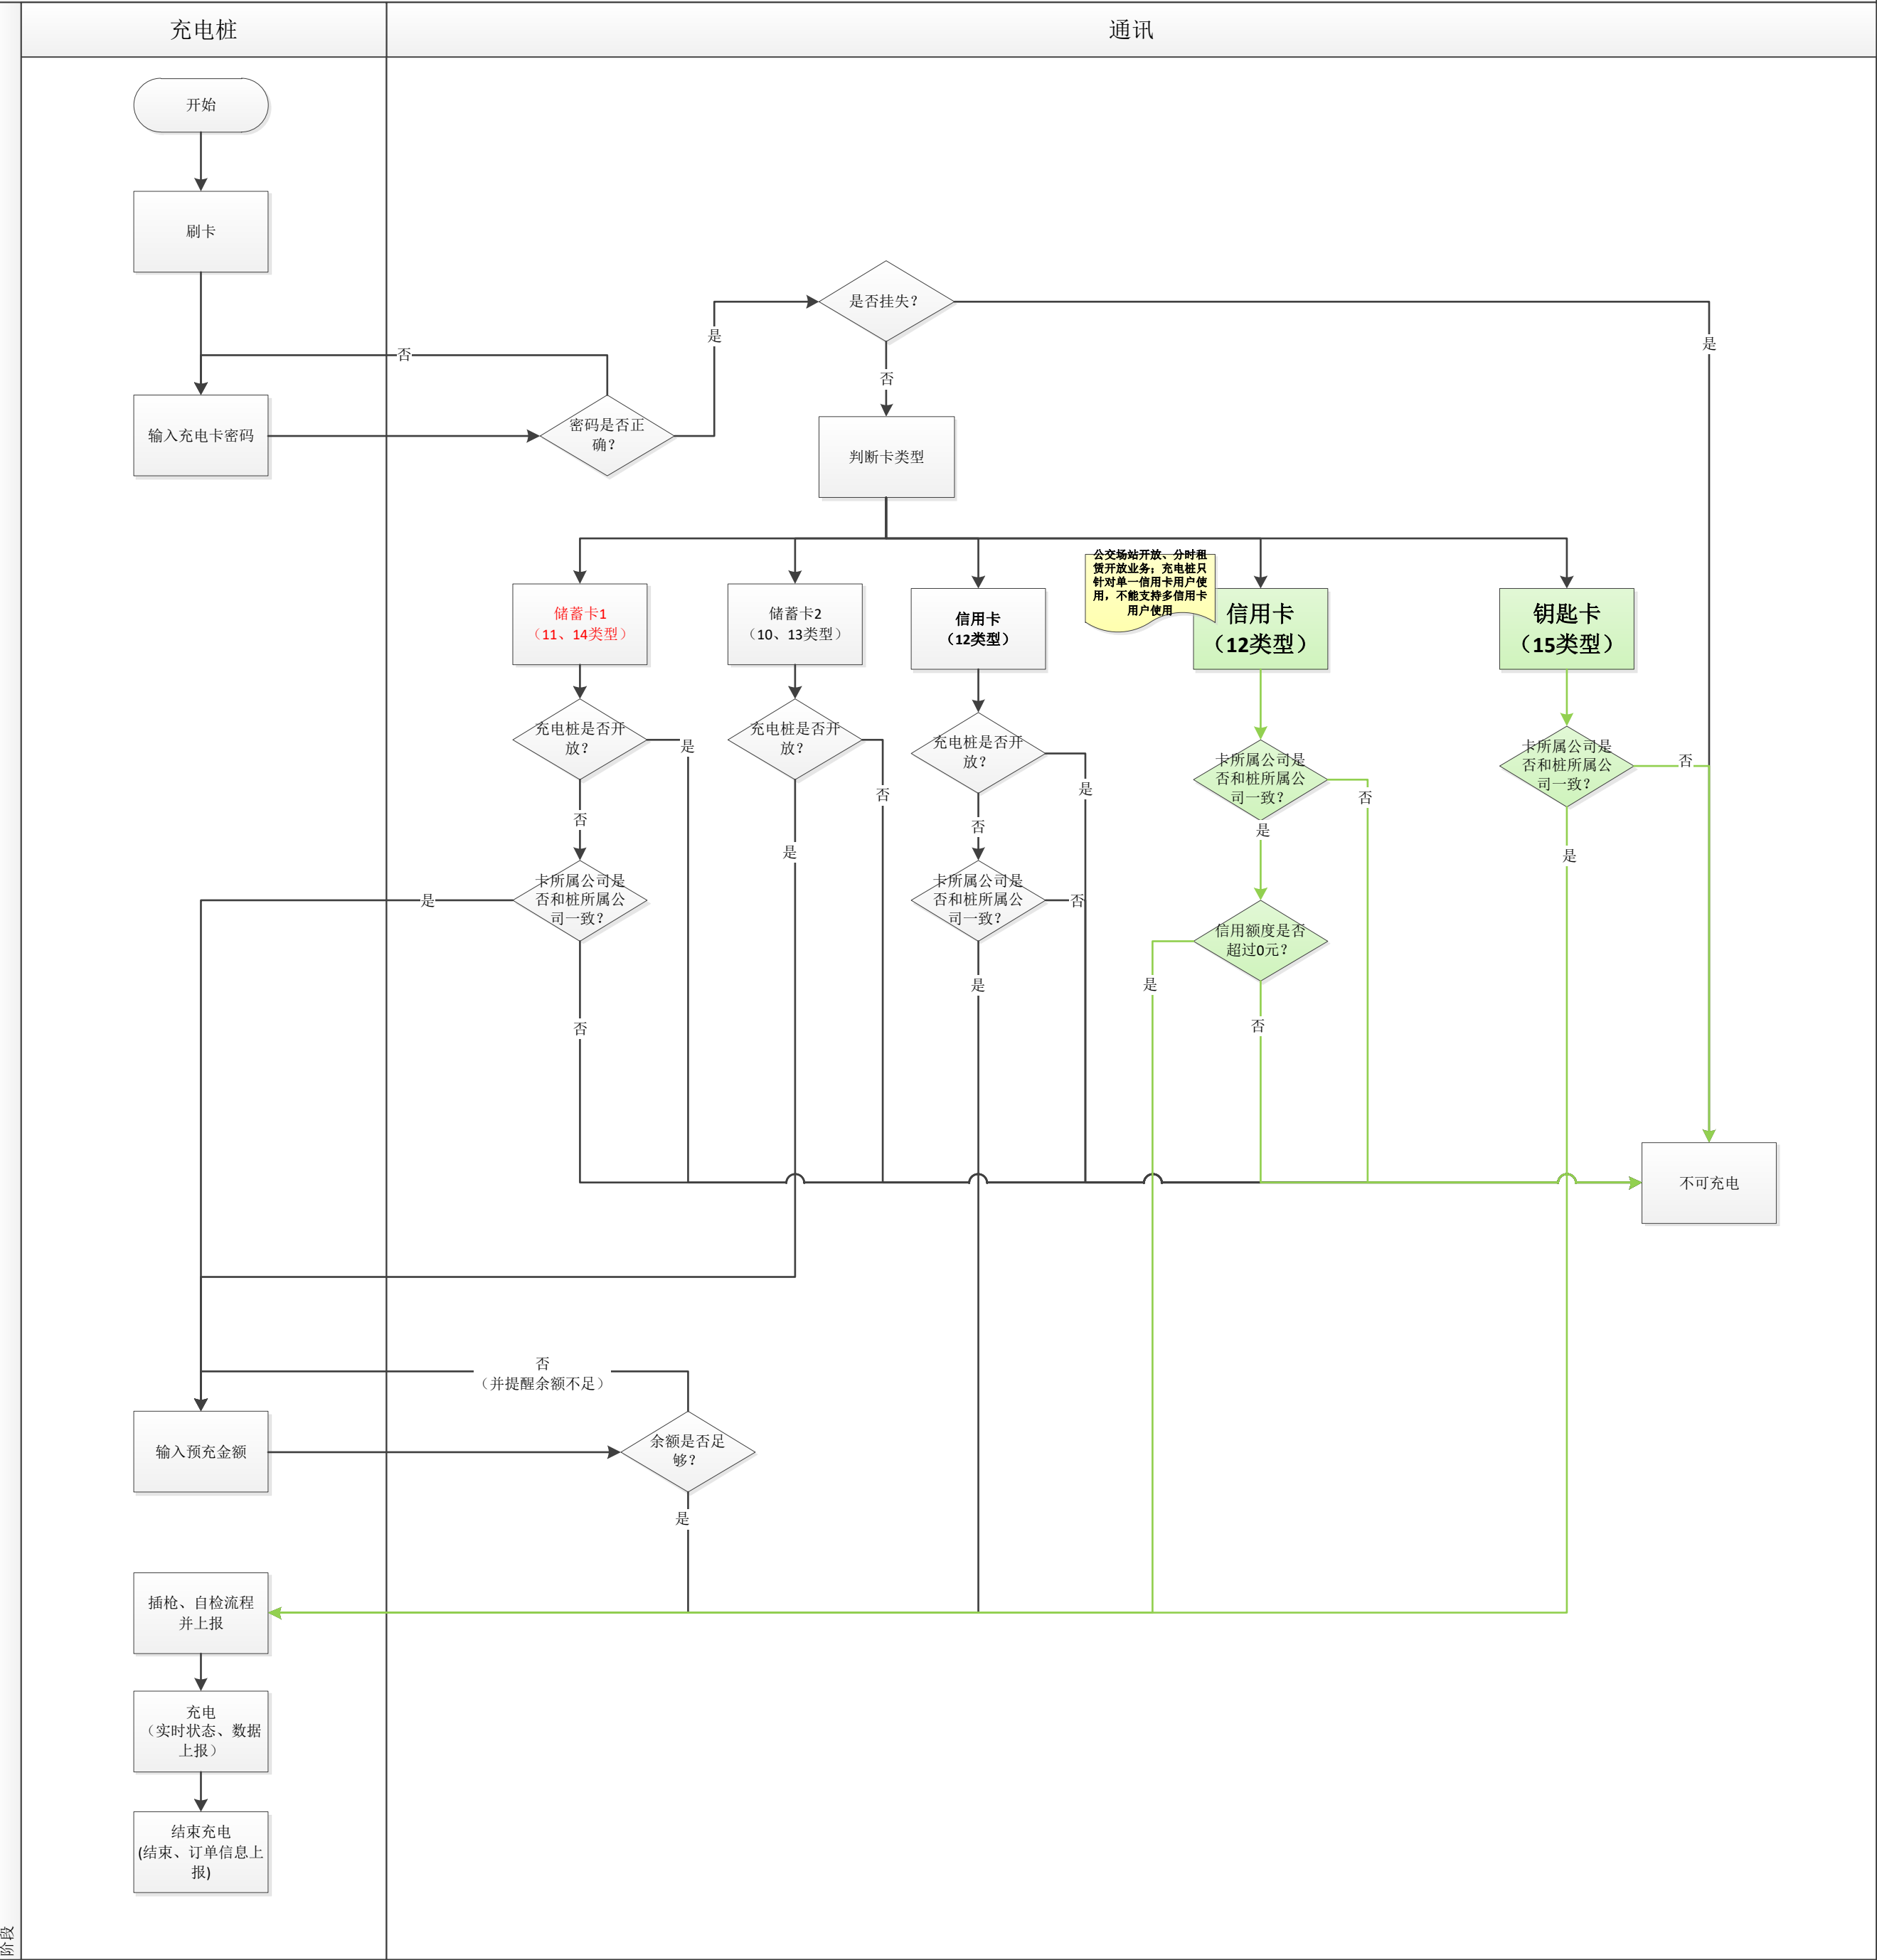 充电桩
通讯
开始
刷卡
是否挂失？
是
是
否
否
输入充电卡密码
密码是否正
确？
判断卡类型
公交场站开放、分时租
赁开放业务：充电桩只
针对单一信用卡用户使
用，不能支持多信用卡
用户使用
储蓄卡1
（11、14类型）
储蓄卡2
（10、13类型）
信用卡
（12类型）
信用卡
（12类型）
钥匙卡
（15类型）
充电桩是否开
放？
是
充电桩是否开
放？
否
充电桩是否开
放？
是
卡所属公司是
否和桩所属公
司一致？
否
卡所属公司是
否和桩所属公
司一致？
否
否
否
是
是
是
卡所属公司是
否和桩所属公
司一致？
是
卡所属公司是
否和桩所属公
司一致？
否
信用额度是否
超过0元？
是
是
否
否
不可充电
否
（并提醒余额不足）
输入预充金额
余额是否足
够？
是
插枪、自检流程
并上报
充电
（实时状态、数据
上报）
结束充电
(结束、订单信息上
报)
阶段